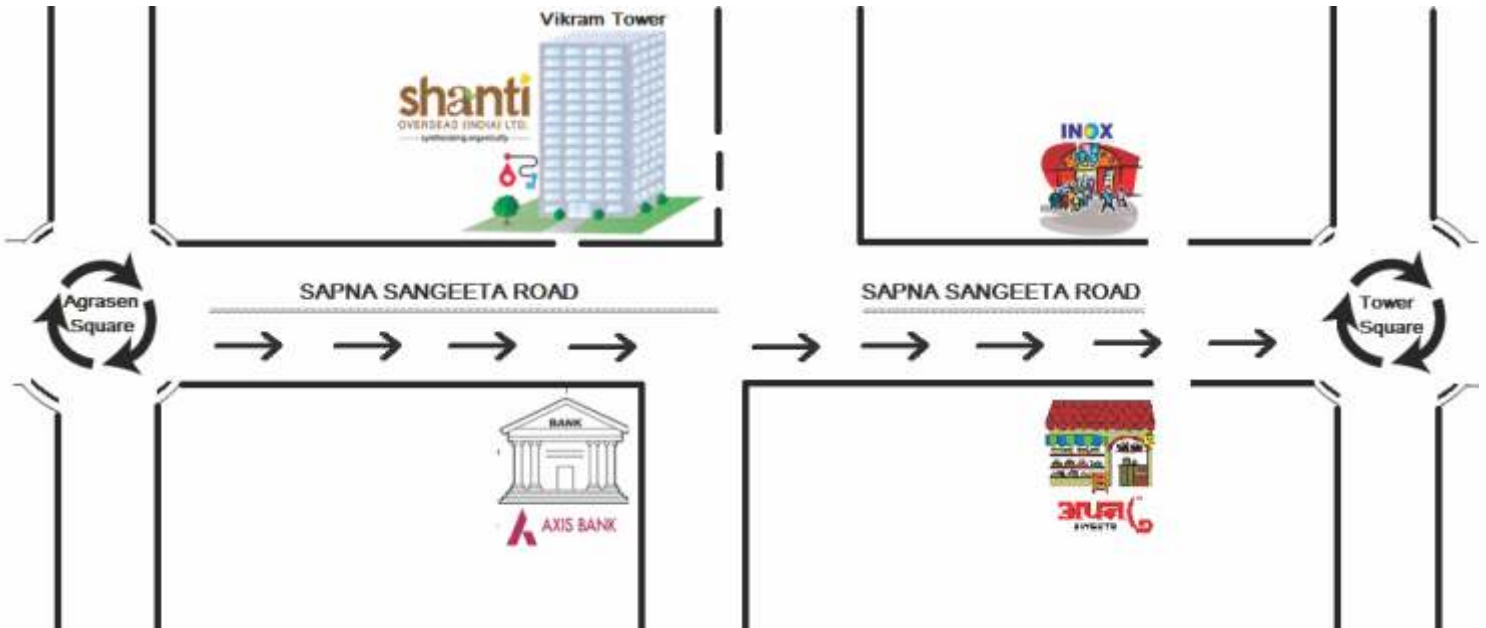 Vikram Tower
shanti
OVERSEAS (INDIA) LTD.
INOX
SAPNA SANGEETA ROAD
SAPNA SANGEETA ROAD
Agrasen
Square
Tower
Square
BANK
AXIS BANK